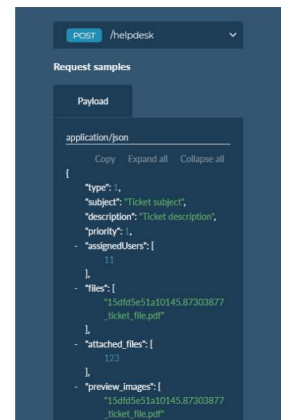 POST /helpdesk
Request samples
Payload
application/json
Copy Expand all Collapse all
{
"type": 1,
"subject": "Ticket subject",
"description": "Ticket description",
"priority": 1,
- "assignedUsers": [
11
],
- "files": [
"15dfd5e51a10145.87303877
_ticket_file.pdf"
],
- "attached_files": [
123
],
- "preview_images": [
"15dfd5e51a10145.87303877
_ticket_file.pdf"